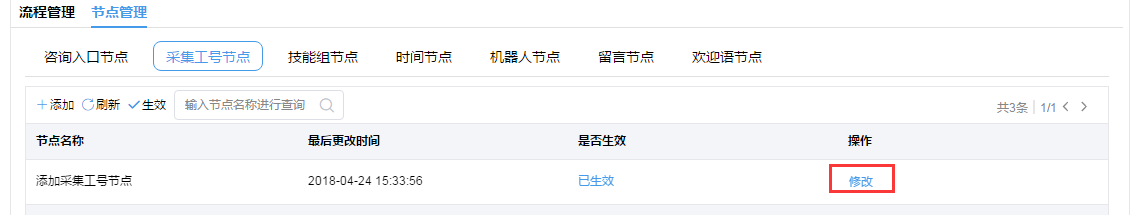 流程管理 节点管理
咨询入口节点 采集工号节点 技能组节点 时间节点 机器人节点 留言节点 欢迎语节点
添加 刷新 生效 输入节点名称进行查询 共3条 1/1
节点名称 最后更改时间 是否生效 操作
添加采集工号节点 2018-04-24 15:33:56 已生效 修改